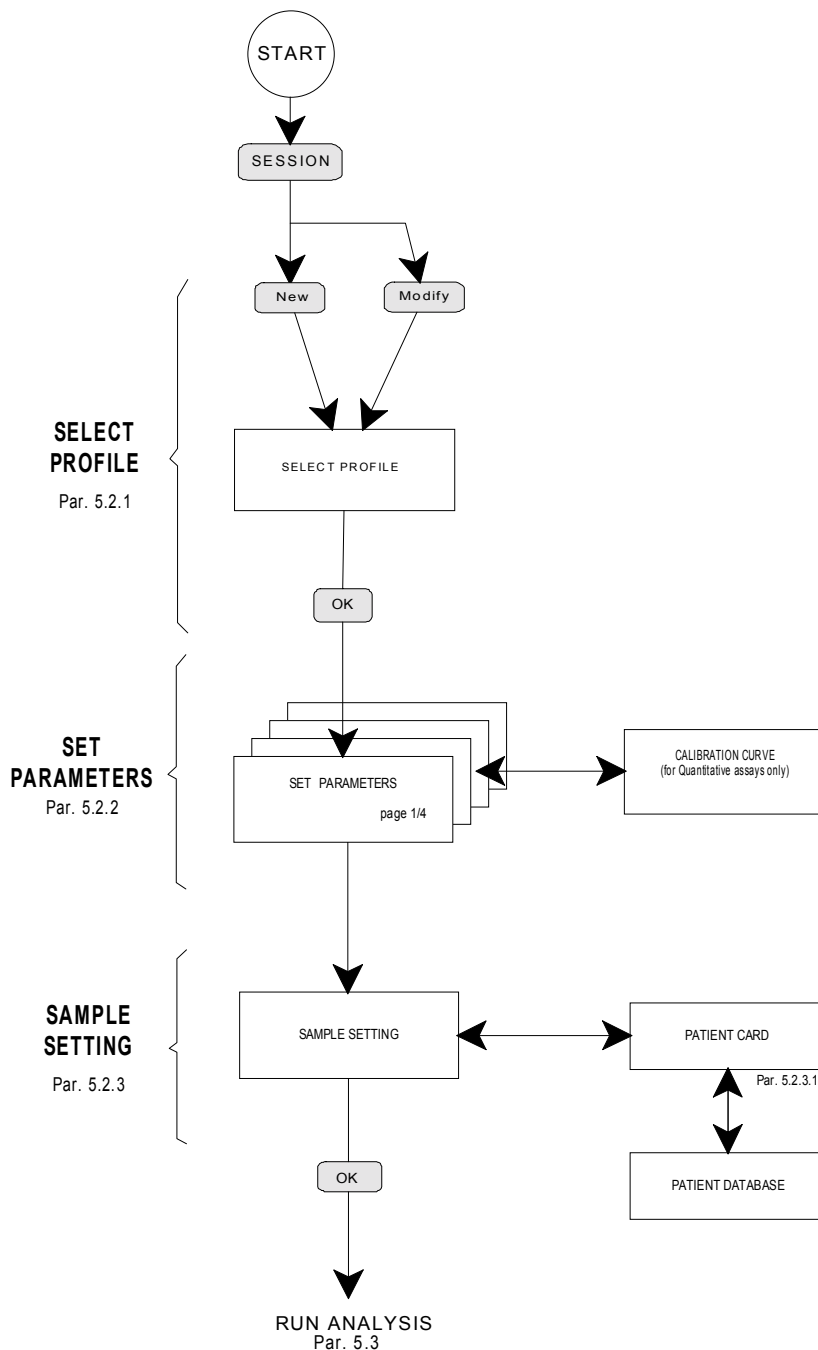 START
SESSION
New
Modify
SELECT
PROFILE
Par. 5.2.1
SELECT PROFILE
OK
SET
PARAMETERS
Par. 5.2.2
SET PARAMETERS
page 1/4
CALIBRATION CURVE
(for Quantitative assays only)
SAMPLE
SETTING
Par. 5.2.3
SAMPLE SETTING
PATIENT CARD
Par. 5.2.3.1
PATIENT DATABASE
OK
RUN ANALYSIS
Par. 5.3